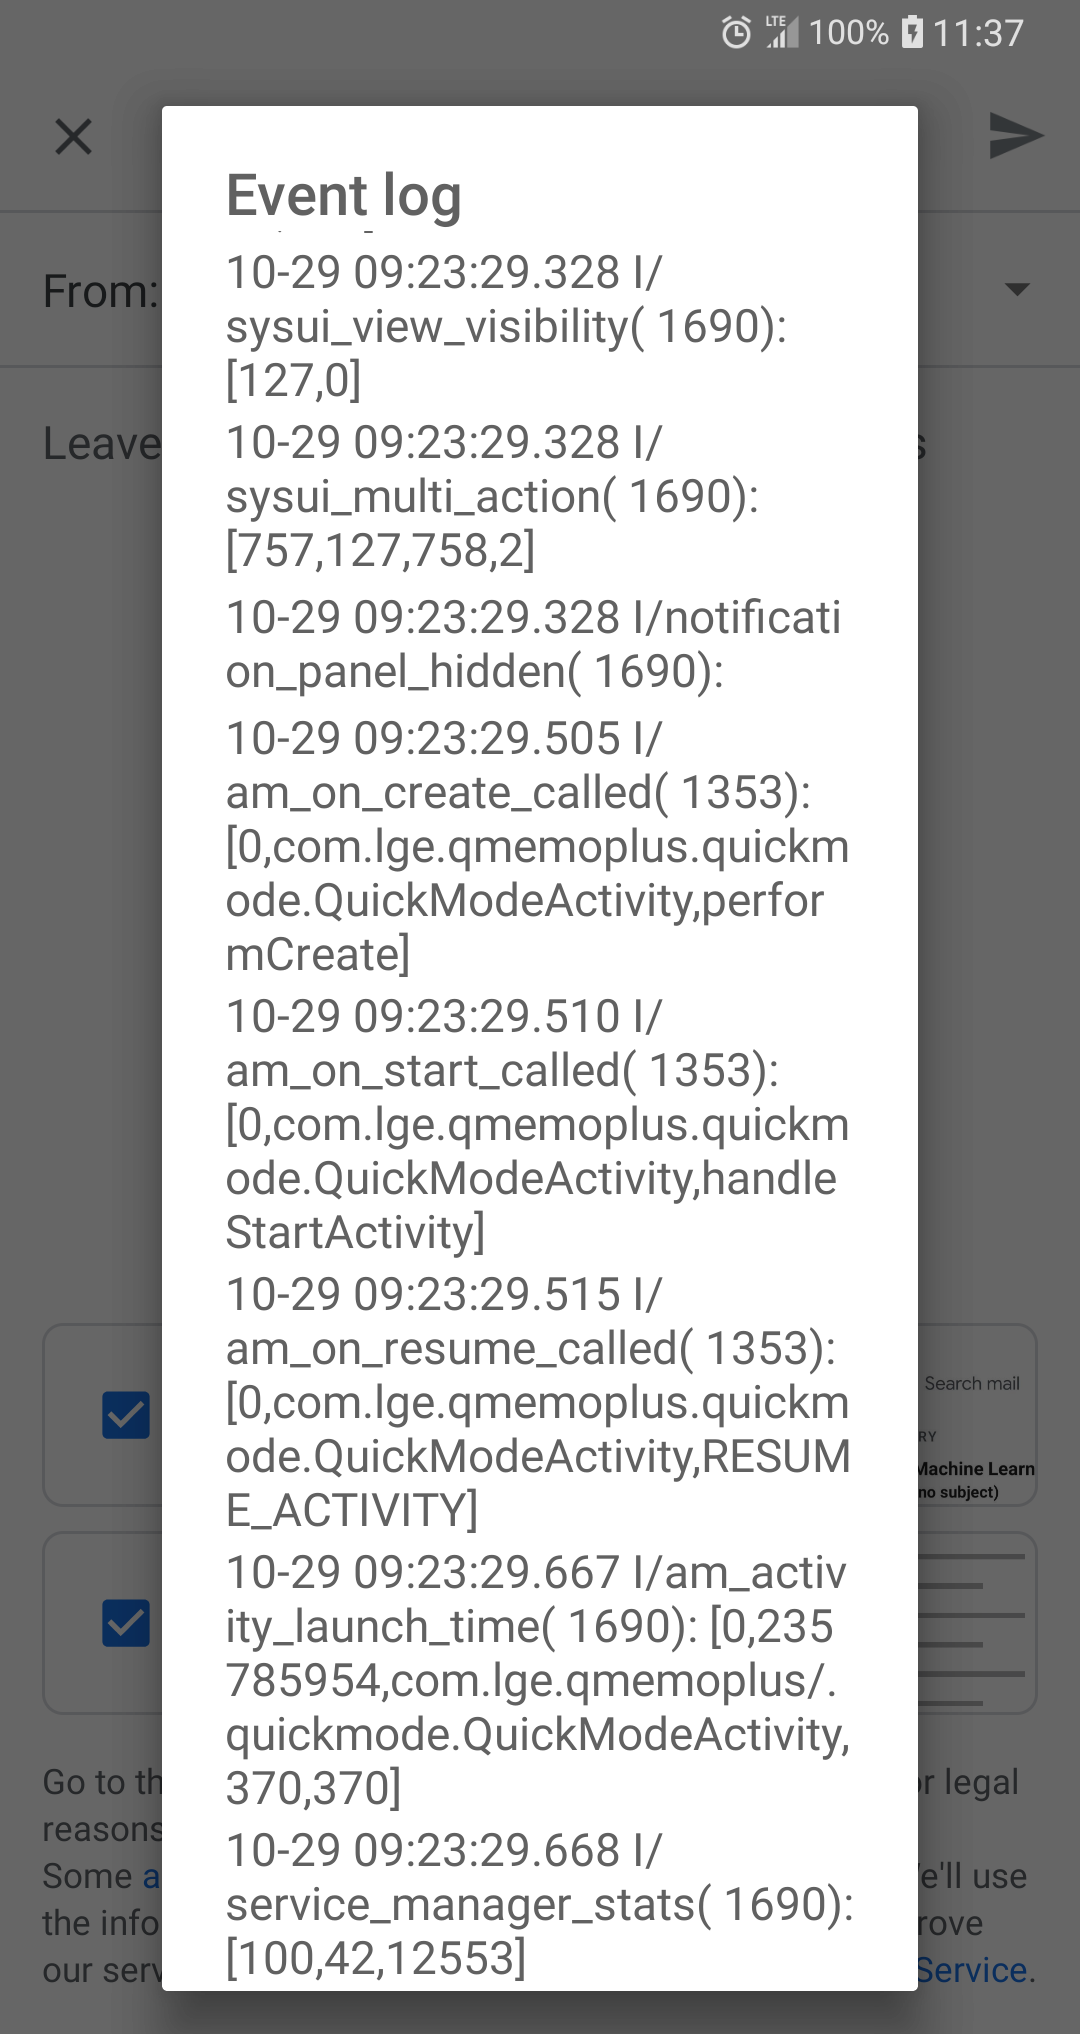 LTE 100% 11:37
Event log
From:
10-29 09:23:29.328 I/
sysui_view_visibility( 1690):
[127,0]
Leave
10-29 09:23:29.328 I/
sysui_multi_action( 1690):
[757,127,758,2]
10-29 09:23:29.328 I/notificati
on_panel_hidden( 1690):
10-29 09:23:29.505 I/
am_on_create_called( 1353):
[0,com.lge.qmemoplus.quickm
ode.QuickModeActivity,perfor
mCreate]
10-29 09:23:29.510 I/
am_on_start_called( 1353):
[0,com.lge.qmemoplus.quickm
ode.QuickModeActivity,handle
StartActivity]
10-29 09:23:29.515 I/
am_on_resume_called( 1353):
[0,com.lge.qmemoplus.quickm
ode.QuickModeActivity,RESUM
E_ACTIVITY]
10-29 09:23:29.667 I/am_activ
ity_launch_time( 1690): [0,235
785954,com.lge.qmemoplus/.
quickmode.QuickModeActivity,
370,370]
10-29 09:23:29.668 I/
service_manager_stats( 1690):
[100,42,12553]
Search mail
RY
Machine Learn
no subject)
Go to th
r legal
reasons
Some a
e'll use
the info
rove
our serv
Service.